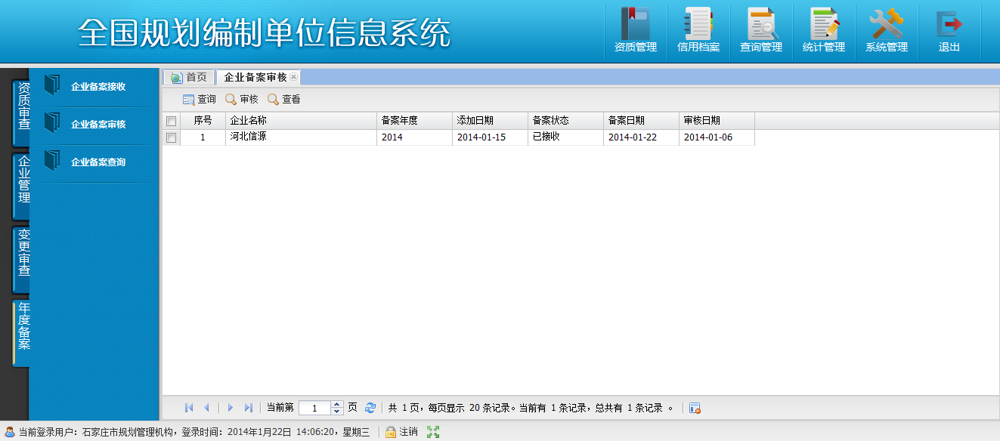 全国规划编制单位信息系统
资质管理 信用档案 查询管理 统计管理 系统管理 退出
资质审查
企业管理
变更审查
年度备案
企业备案接收
企业备案审核
企业备案查询
首页 企业备案审核
查询 审核 查看
序号 企业名称 备案年度 添加日期 备案状态 备案日期 审核日期
1 河北信源 2014 2014-01-15 已接收 2014-01-22 2014-01-06
当前第 1 页 共 1 页，每页显示 20 条记录。当前有 1 条记录，总共有 1 条记录 。
当前登录用户：石家庄市规划管理机构，登录时间：2014年1月22日 14:06:20，星期三 注销